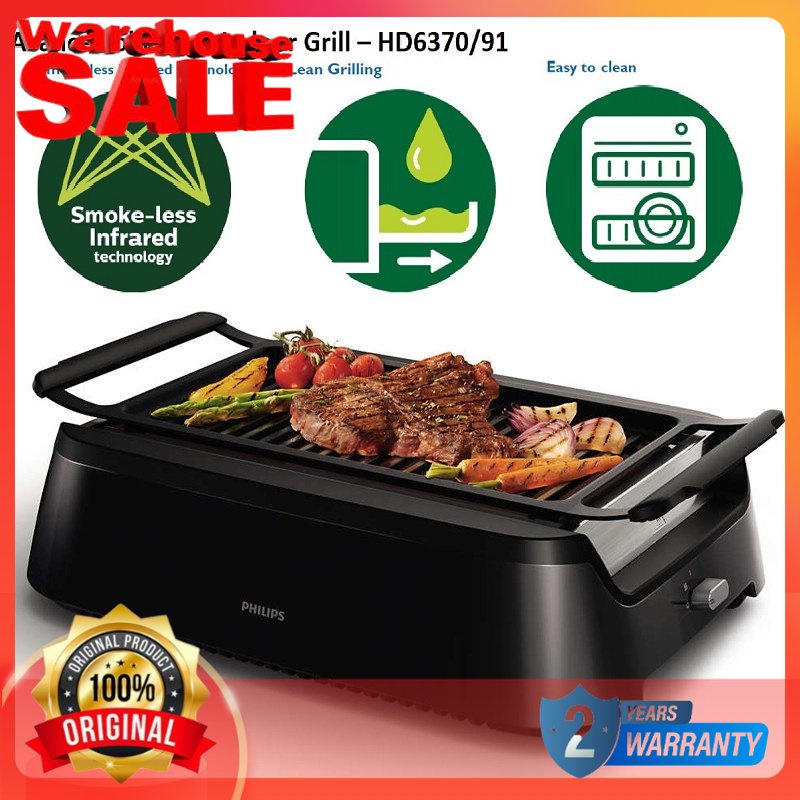 warehouse
SALE
Grill – HD6370/91
Lean Grilling
Easy to clean
Smoke-less
Infrared
technology
PHILIPS
ORIGINAL PRODUCT
100%
ORIGINAL
2
YEARS
WARRANTY